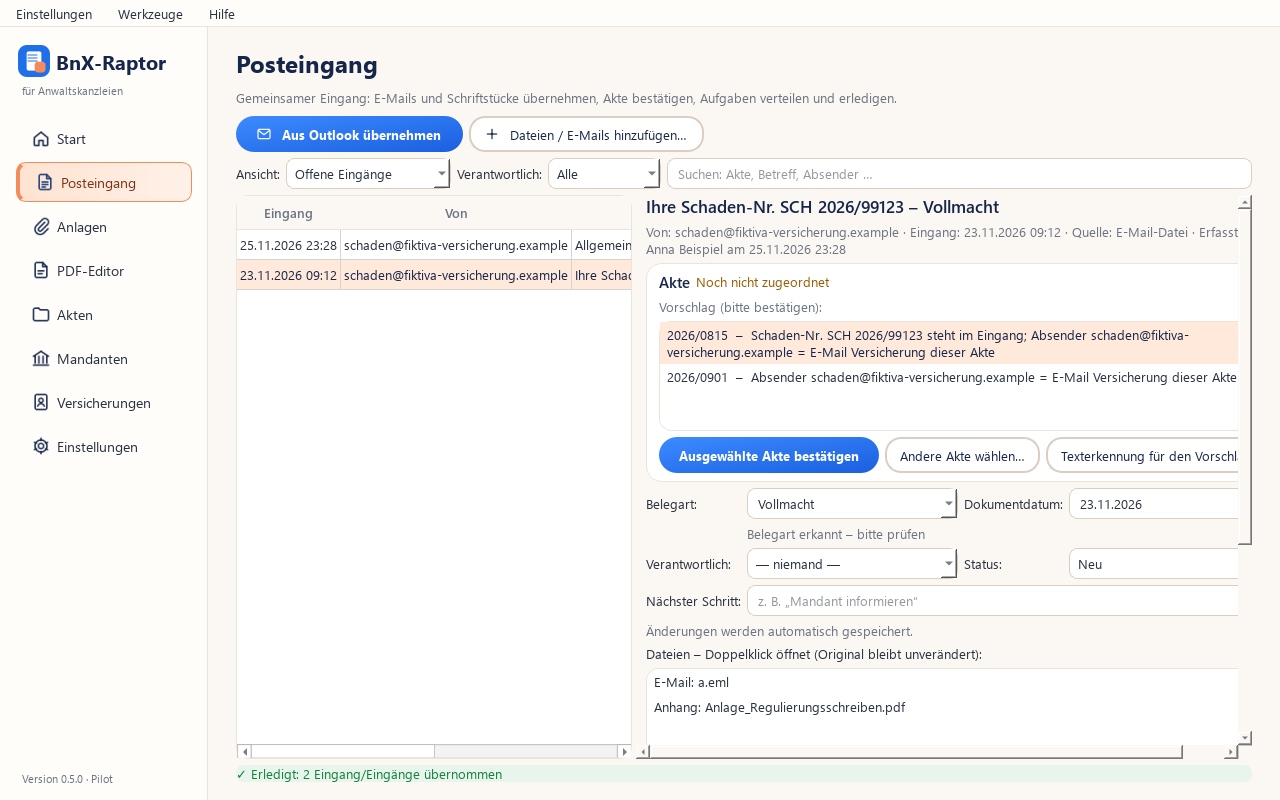 Einstellungen Werkzeuge Hilfe
BnX-Raptor
für Anwaltskanzleien
Start
Posteingang
Anlagen
PDF-Editor
Akten
Mandanten
Versicherungen
Einstellungen
Version 0.5.0 · Pilot
Posteingang
Gemeinsamer Eingang: E-Mails und Schriftstücke übernehmen, Akte bestätigen, Aufgaben verteilen und erledigen.
Aus Outlook übernehmen Dateien / E-Mails hinzufügen...
Ansicht: Offene Eingänge Verantwortlich: Alle Suchen: Akte, Betreff, Absender ...
Eingang Von
25.11.2026 23:28 schaden@fiktiva-versicherung.example Allgemein
23.11.2026 09:12 schaden@fiktiva-versicherung.example Ihre Schad
Ihre Schaden-Nr. SCH 2026/99123 – Vollmacht
Von: schaden@fiktiva-versicherung.example · Eingang: 23.11.2026 09:12 · Quelle: E-Mail-Datei · Erfasst
Anna Beispiel am 25.11.2026 23:28
Akte Noch nicht zugeordnet
Vorschlag (bitte bestätigen):
2026/0815 – Schaden-Nr. SCH 2026/99123 steht im Eingang; Absender schaden@fiktiva-
versicherung.example = E-Mail Versicherung dieser Akte
2026/0901 – Absender schaden@fiktiva-versicherung.example = E-Mail Versicherung dieser Akte
Ausgewählte Akte bestätigen Andere Akte wählen... Texterkennung für den Vorschl
Belegart: Vollmacht Dokumentdatum: 23.11.2026
Belegart erkannt – bitte prüfen
Verantwortlich: — niemand — Status: Neu
Nächster Schritt: z. B. „Mandant informieren“
Änderungen werden automatisch gespeichert.
Dateien – Doppelklick öffnet (Original bleibt unverändert):
E-Mail: a.eml
Anhang: Anlage_Regulierungsschreiben.pdf
✓ Erledigt: 2 Eingang/Eingänge übernommen